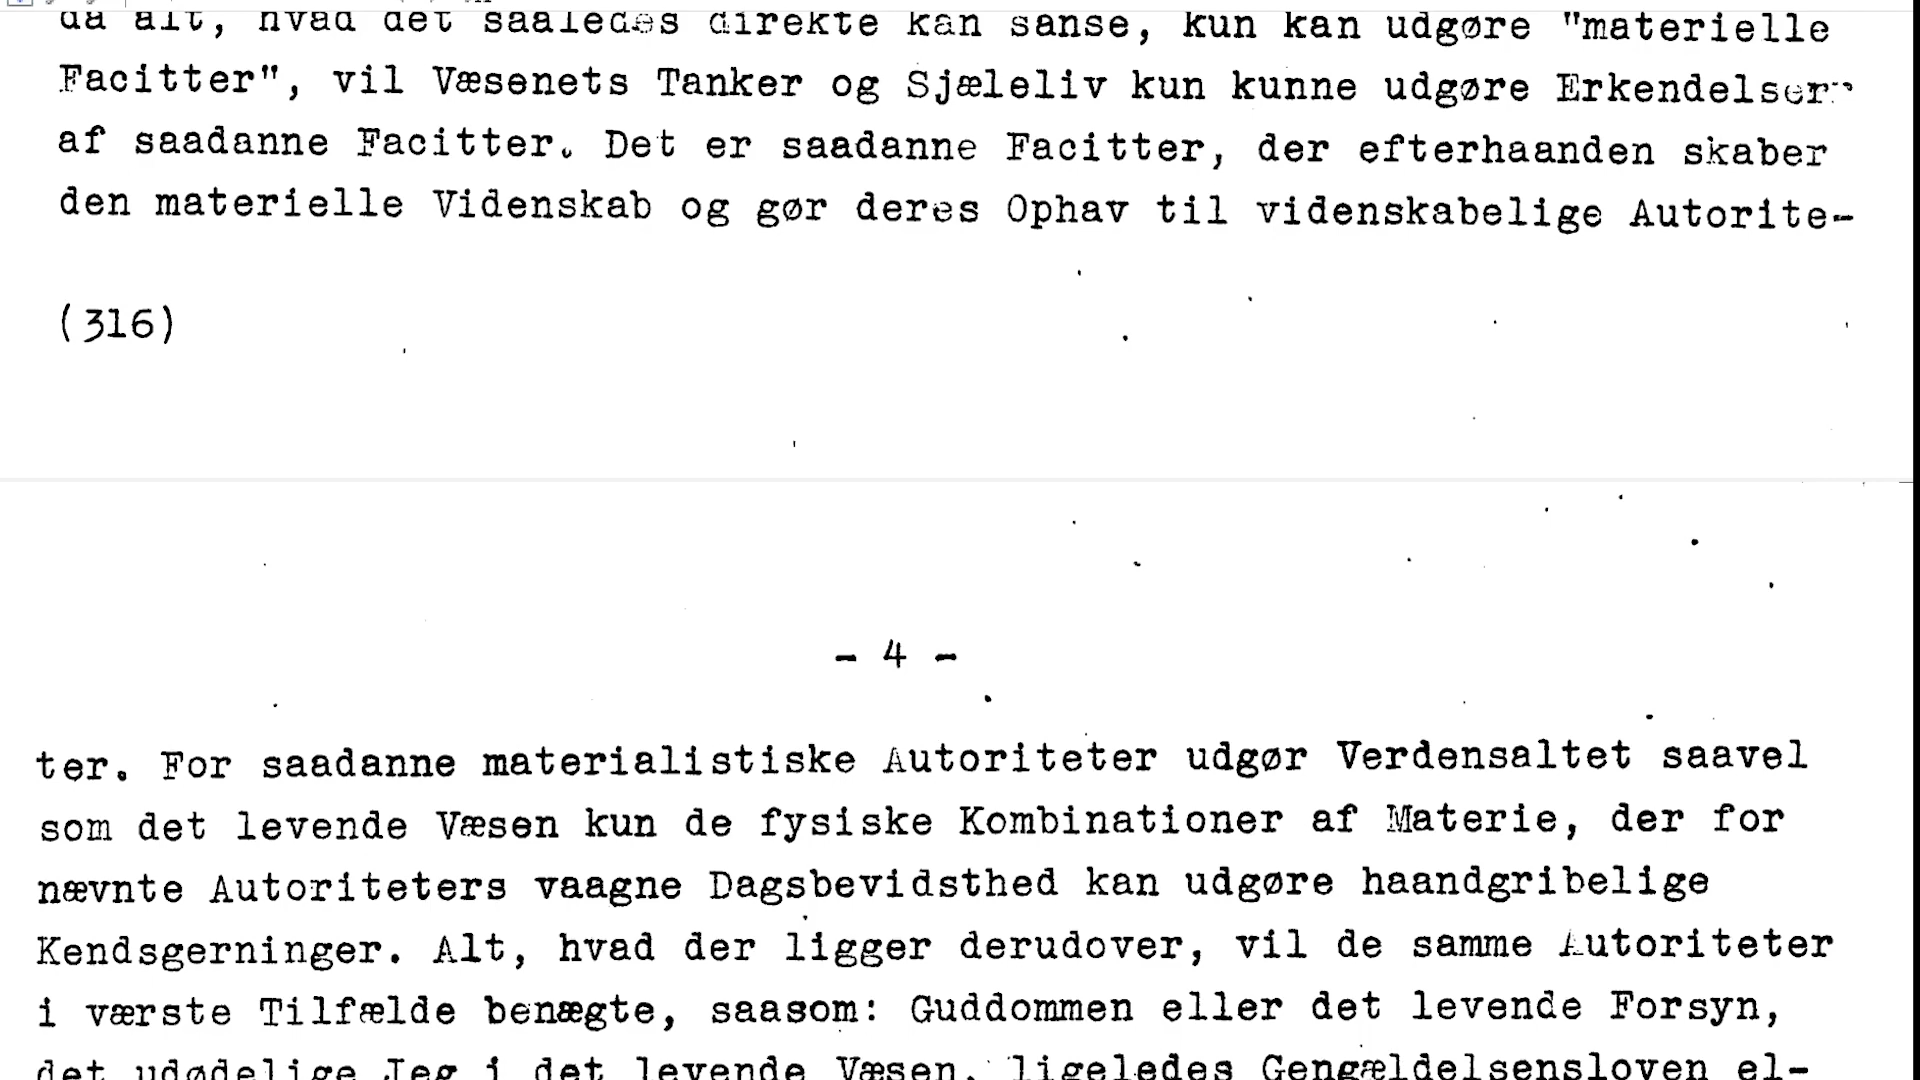 da alt, hvad det saaledes direkte kan sanse, kun kan udgøre "materielle
Facitter", vil Væsenets Tanker og Sjæleliv kun kunne udgøre Erkendelser
af saadanne Facitter. Det er saadanne Facitter, der efterhaanden skaber
den materielle Videnskab og gør deres Ophav til videnskabelige Autorite-
(316)
- 4 -
ter. For saadanne materialistiske Autoriteter udgør Verdensaltet saavel
som det levende Væsen kun de fysiske Kombinationer af Materie, der for
nævnte Autoriteters vaagne Dagsbevidsthed kan udgøre haandgribelige
Kendsgerninger. Alt, hvad der ligger derudover, vil de samme Autoriteter
i værste Tilfælde benægte, saasom: Guddommen eller det levende Forsyn,
det udødelige Jeg i det levende Væsen, ligeledes Gengældelsensloven el-